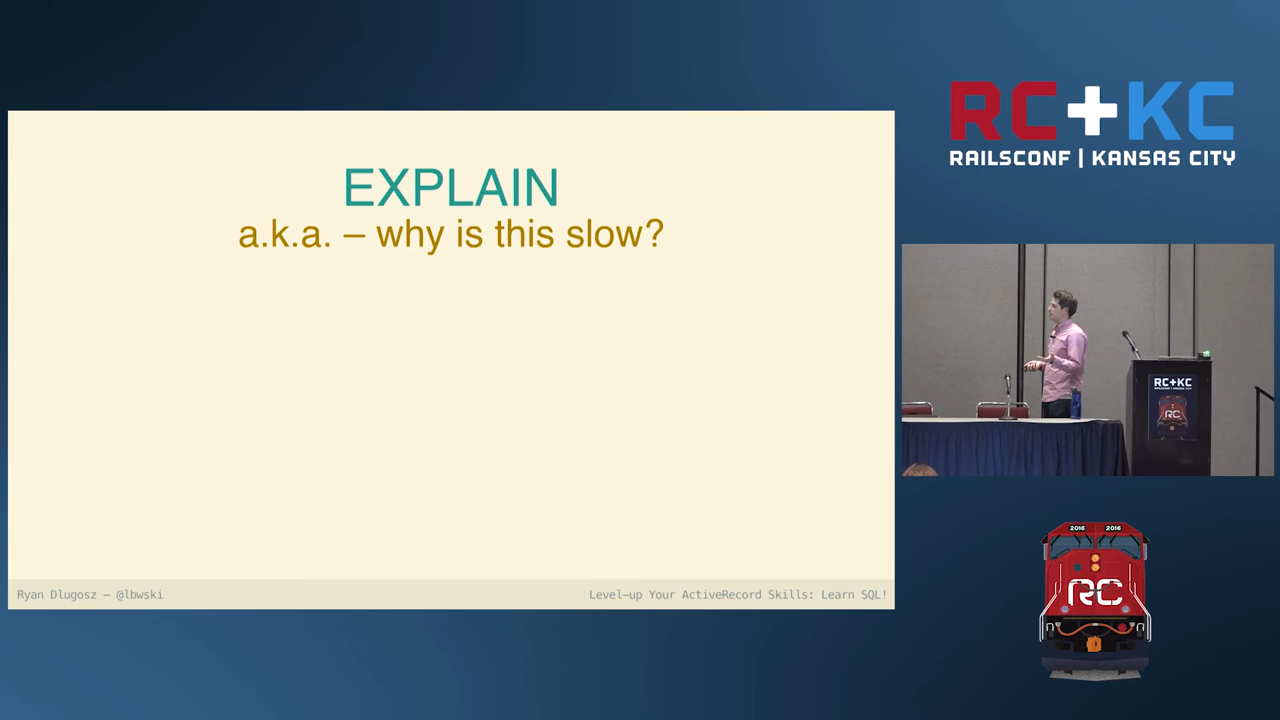 EXPLAIN
a.k.a. – why is this slow?
Ryan Dlugosz — @lbwski
Level-up Your ActiveRecord Skills: Learn SQL!
RC+KC
RAILSCONF | KANSAS CITY
RC+KC
RC
2016 2016
RC